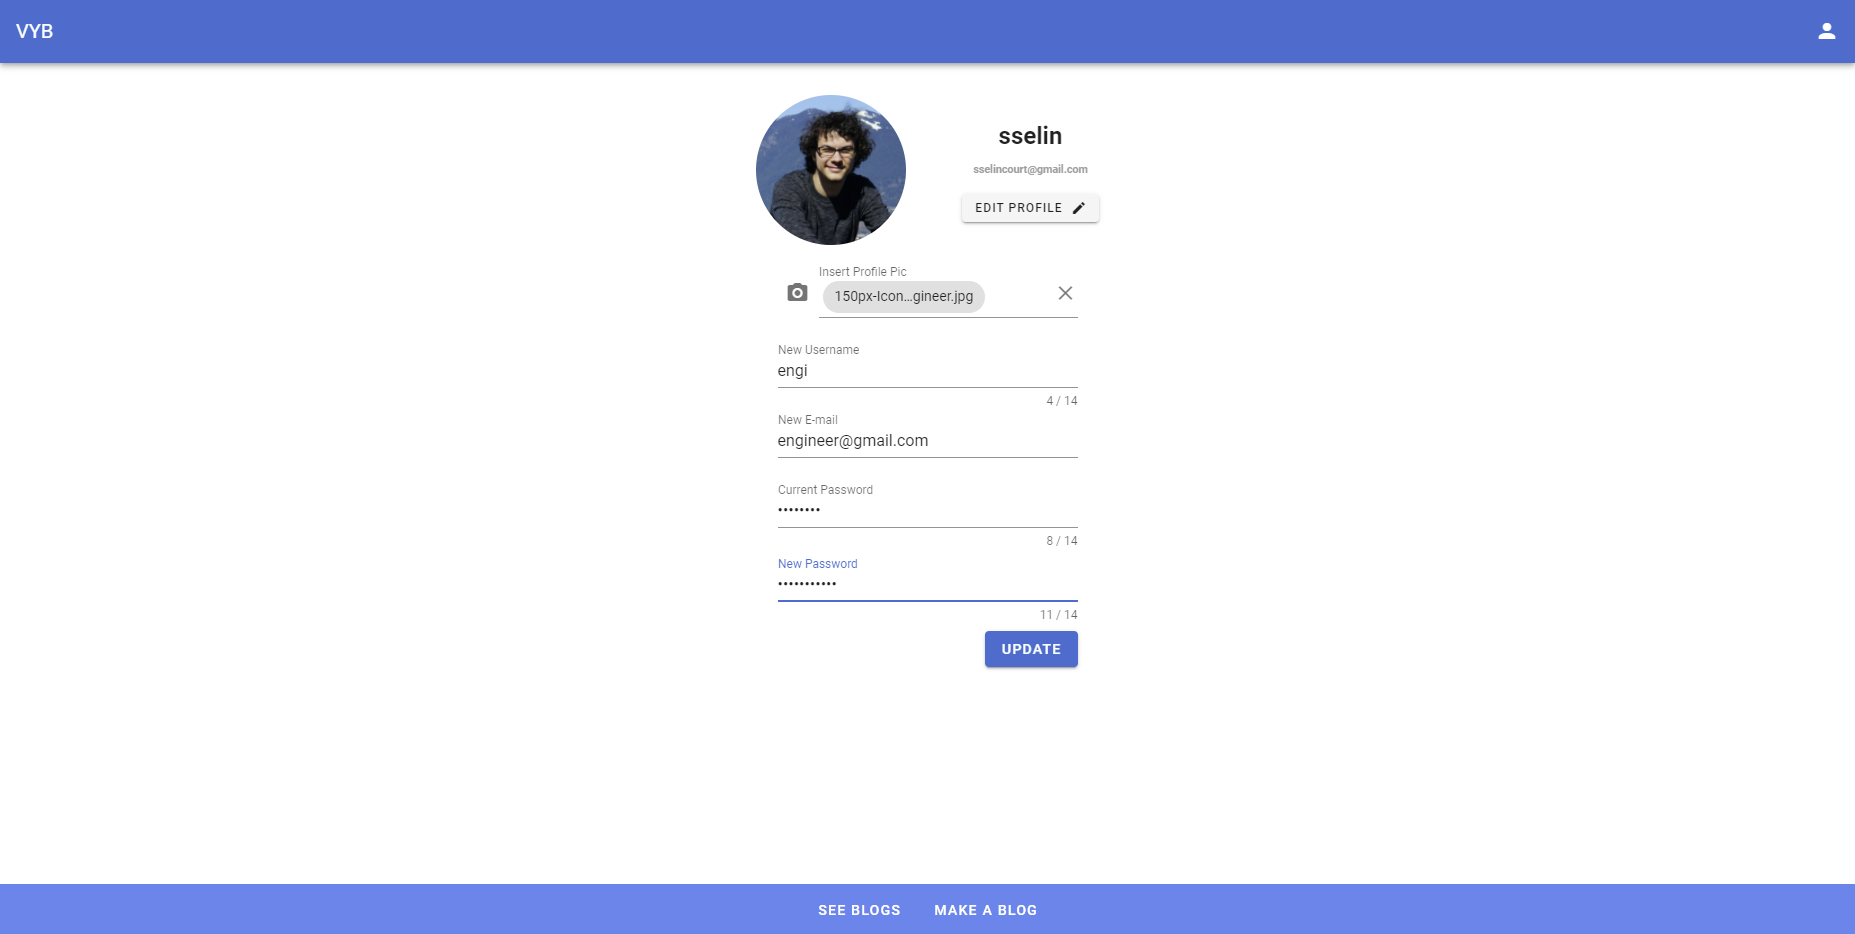 VYB
sselin
sselincourt@gmail.com
EDIT PROFILE
Insert Profile Pic
150px-Icon...gineer.jpg
New Username
engi
4 / 14
New E-mail
engineer@gmail.com
Current Password
••••••••
8 / 14
New Password
•••••••••••
11 / 14
UPDATE
SEE BLOGS MAKE A BLOG